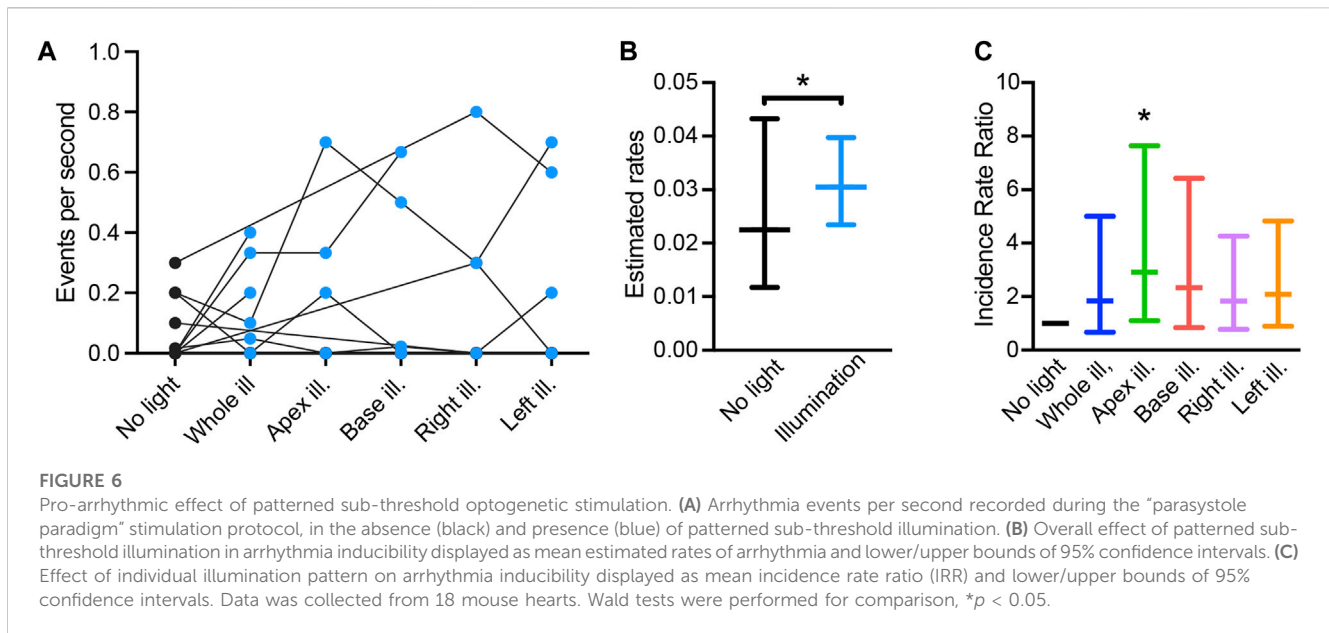 A
Events per second
1.0
0.8
0.6
0.4
0.2
0.0
No light
Whole ill
Apex ill.
Base ill.
Right ill.
Left ill.
B
Estimated rates
0.05
0.04
0.03
0.02
0.01
0.00
*
No light
Illumination
C
Incidence Rate Ratio
10
8
6
4
2
0
*
No light
Whole ill,
Apex ill.
Base ill.
Right ill.
Left ill.
FIGURE 6
Pro-arrhythmic effect of patterned sub-threshold optogenetic stimulation. (A) Arrhythmia events per second recorded during the “parasystole
paradigm” stimulation protocol, in the absence (black) and presence (blue) of patterned sub-threshold illumination. (B) Overall effect of patterned sub-
threshold illumination in arrhythmia inducibility displayed as mean estimated rates of arrhythmia and lower/upper bounds of 95% confidence intervals. (C)
Effect of individual illumination pattern on arrhythmia inducibility displayed as mean incidence rate ratio (IRR) and lower/upper bounds of 95%
confidence intervals. Data was collected from 18 mouse hearts. Wald tests were performed for comparison, *p < 0.05.